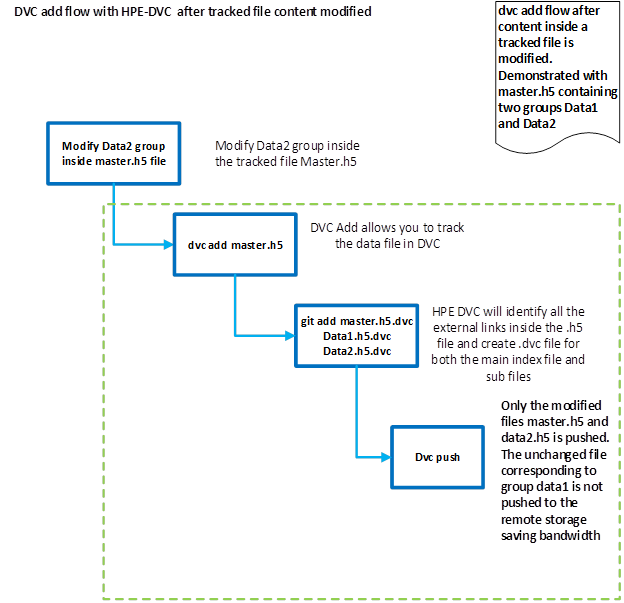 DVC add flow with HPE-DVC after tracked file content modified
dvc add flow after
content inside a
tracked file is
modified.
Demonstrated with
master.h5 containing
two groups Data1
and Data2
Modify Data2 group
inside master.h5 file
Modify Data2 group inside
the tracked file Master.h5
dvc add master.h5
DVC Add allows you to track
the data file in DVC
git add master.h5.dvc
Data1.h5.dvc
Data2.h5.dvc
HPE DVC will identify all the
external links inside the .h5
file and create .dvc file for
both the main index file and
sub files
Dvc push
Only the modified
files master.h5 and
data2.h5 is pushed.
The unchanged file
corresponding to
group data1 is not
pushed to the
remote storage
saving bandwidth